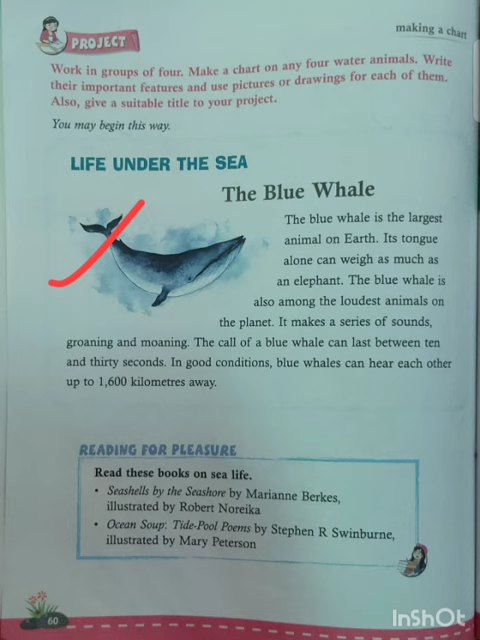 making a chart
PROJECT
Work in groups of four. Make a chart on any four water animals. Write
their important features and use pictures or drawings for each of them.
Also, give a suitable title to your project.
You may begin this way.
LIFE UNDER THE SEA
The Blue Whale
The blue whale is the largest
animal on Earth. Its tongue
alone can weigh as much as
an elephant. The blue whale is
also among the loudest animals on
the planet. It makes a series of sounds,
groaning and moaning. The call of a blue whale can last between ten
and thirty seconds. In good conditions, blue whales can hear each other
up to 1,600 kilometres away.
READING FOR PLEASURE
Read these books on sea life.
• Seashells by the Seashore by Marianne Berkes,
illustrated by Robert Noreika
• Ocean Soup: Tide-Pool Poems by Stephen R Swinburne,
illustrated by Mary Peterson
60
InShOt